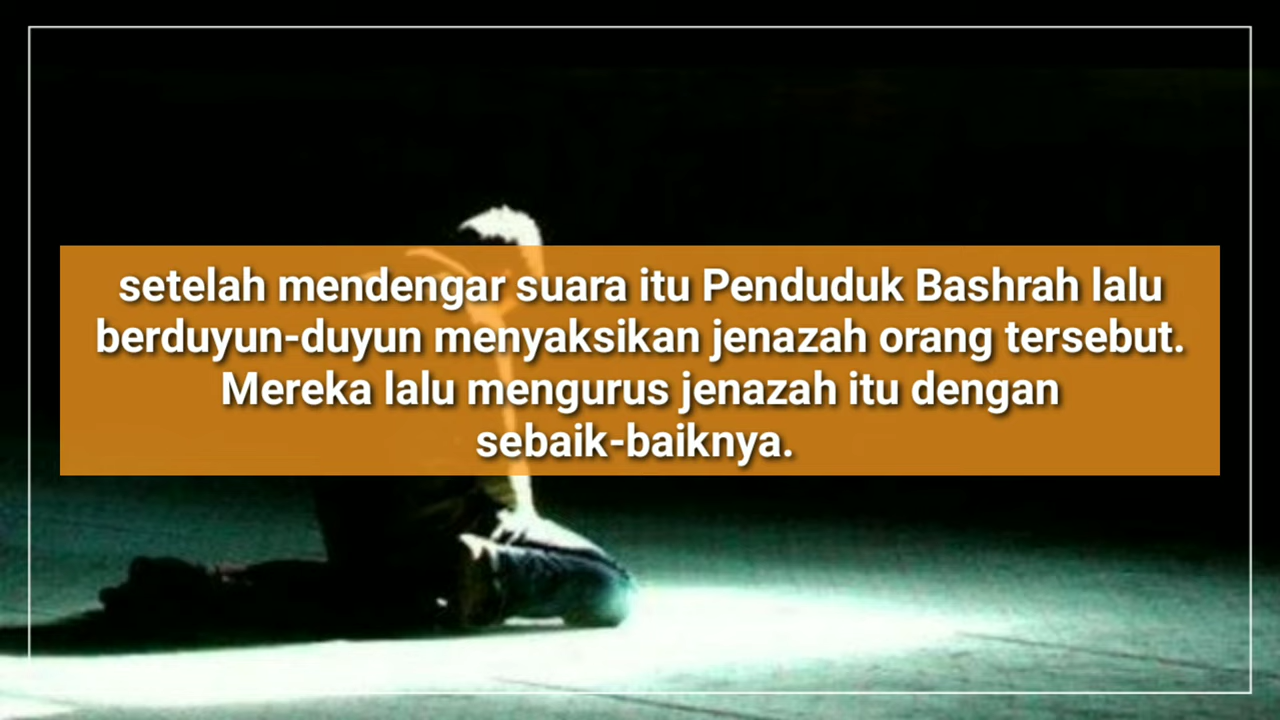 setelah mendengar suara itu Penduduk Bashrah lalu
berduyun-duyun menyaksikan jenazah orang tersebut.
Mereka lalu mengurus jenazah itu dengan
sebaik-baiknya.